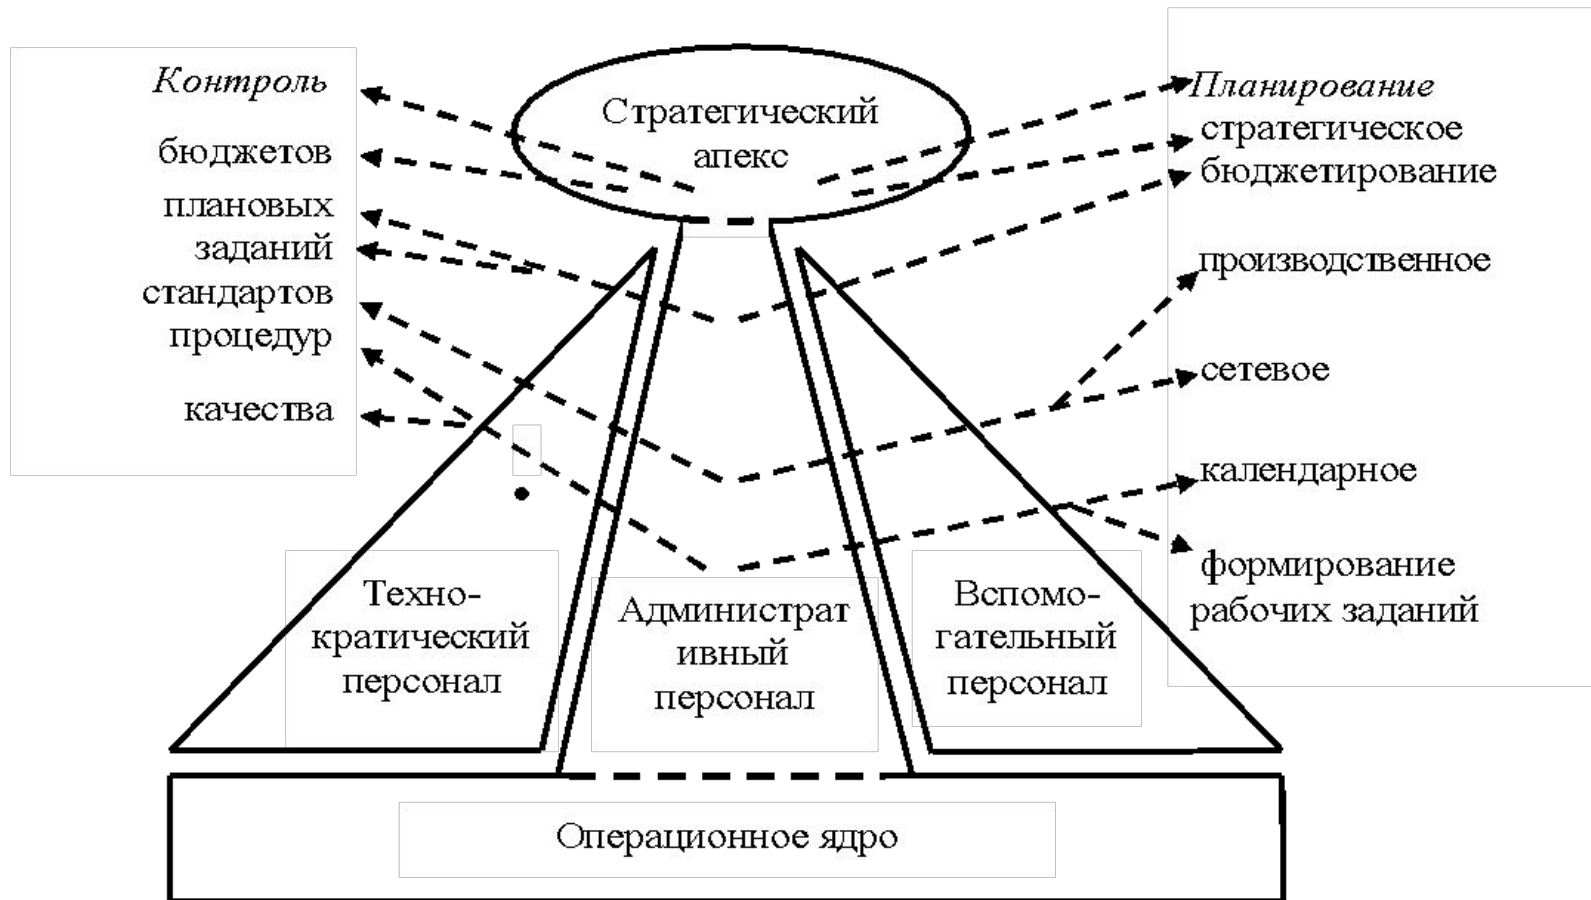 Контроль
бюджетов
плановых
заданий
стандартов
процедур
качества
Стратегический
апекс
Планирование
стратегическое
бюджетирование
производственное
сетевое
календарное
формирование
рабочих заданий
Техно-
кратический
персонал
Администрат
ивный
персонал
Вспомо-
гательный
персонал
Операционное ядро